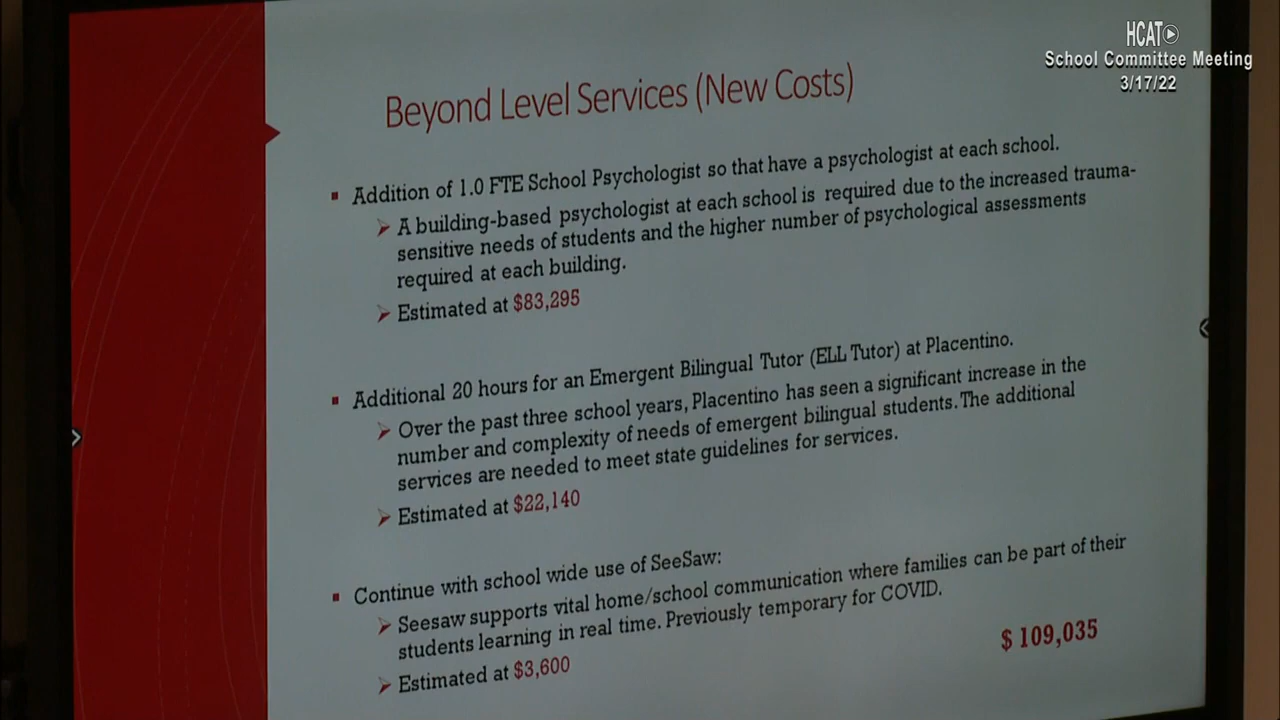 HCAT
School Committee Meeting
3/17/22
Beyond Level Services (New Costs)
Addition of 1.0 FTE School Psychologist so that have a psychologist at each school.
A building-based psychologist at each school is required due to the increased trauma-
sensitive needs of students and the higher number of psychological assessments
required at each building.
Estimated at $83,295
Additional 20 hours for an Emergent Bilingual Tutor (ELL Tutor) at Placentino.
Over the past three school years, Placentino has seen a significant increase in the
number and complexity of needs of emergent bilingual students. The additional
services are needed to meet state guidelines for services.
Estimated at $22,140
Continue with school wide use of SeeSaw:
Seesaw supports vital home/school communication where families can be part of their
students learning in real time. Previously temporary for COVID.
Estimated at $3,600
$ 109,035